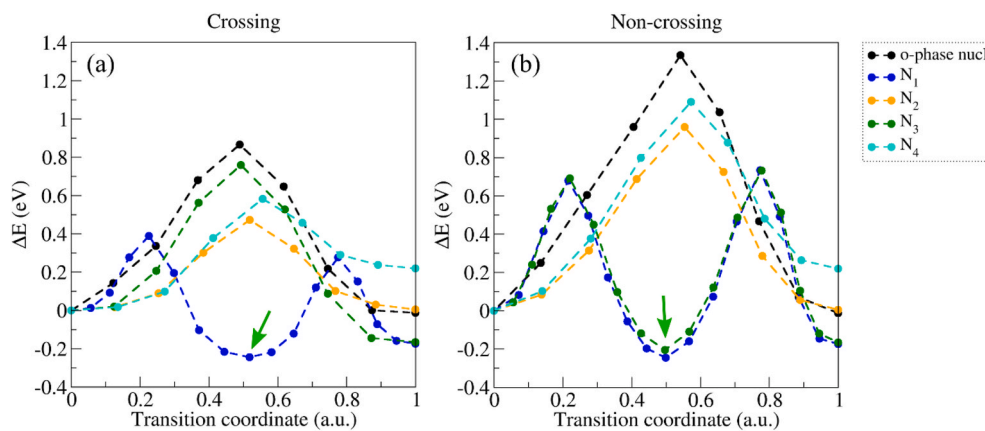 Crossing
Non-crossing
(a)
(b)
ΔE (eV)
1.4
1.2
1
0.8
0.6
0.4
0.2
0
-0.2
-0.4
0
0.2
0.4
0.6
0.8
1
Transition coordinate (a.u.)
ΔE (eV)
1.4
1.2
1
0.8
0.6
0.4
0.2
0
-0.2
-0.4
0
0.2
0.4
0.6
0.8
1
Transition coordinate (a.u.)
o-phase nucl
N₁
N₂
N₃
N₄